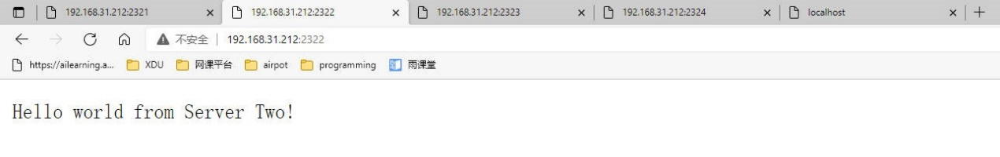 192.168.31.212:2321 192.168.31.212:2322 192.168.31.212:2323 192.168.31.212:2324 localhost
不安全 192.168.31.212:2322
https://ailearning.a... XDU 网课平台 airpot programming 雨课堂
Hello world from Server Two!